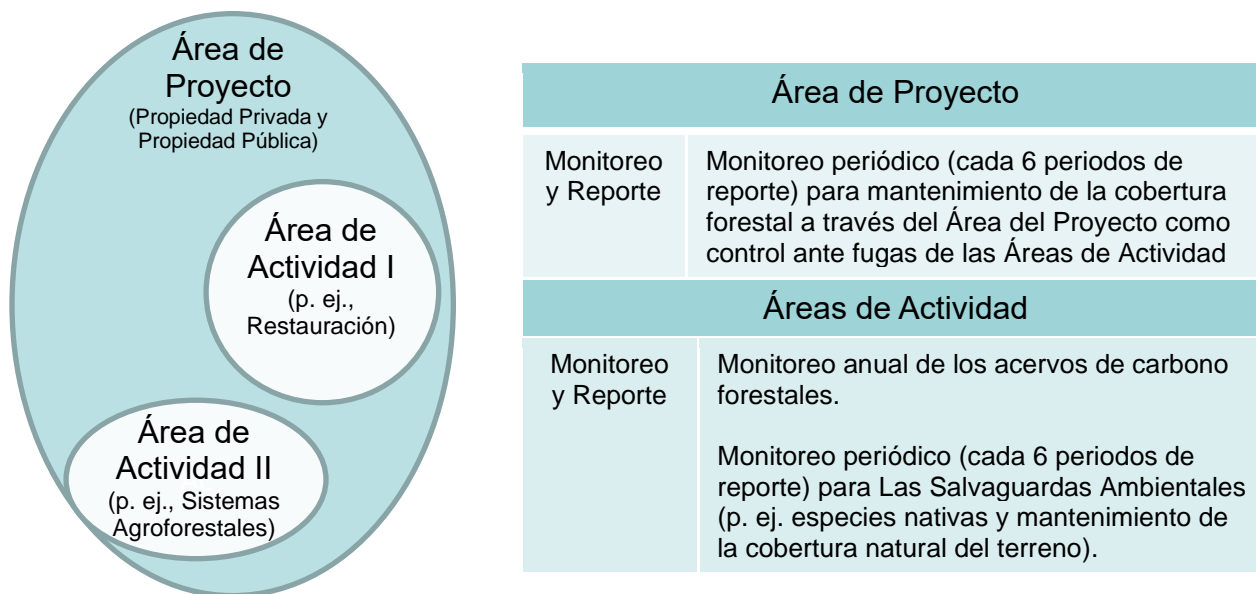 Área de
Proyecto
(Propiedad Privada y
Propiedad Pública)
Área de
Actividad I
(p. ej.,
Restauración)
Área de
Actividad II
(p. ej., Sistemas
Agroforestales)
Área de Proyecto
Monitoreo
y Reporte
Monitoreo periódico (cada 6 periodos de
reporte) para mantenimiento de la cobertura
forestal a través del Área del Proyecto como
control ante fugas de las Áreas de Actividad
Áreas de Actividad
Monitoreo
y Reporte
Monitoreo anual de los acervos de carbono
forestales.
Monitoreo periódico (cada 6 periodos de
reporte) para Las Salvaguardas Ambientales
(p. ej. especies nativas y mantenimiento de
la cobertura natural del terreno).